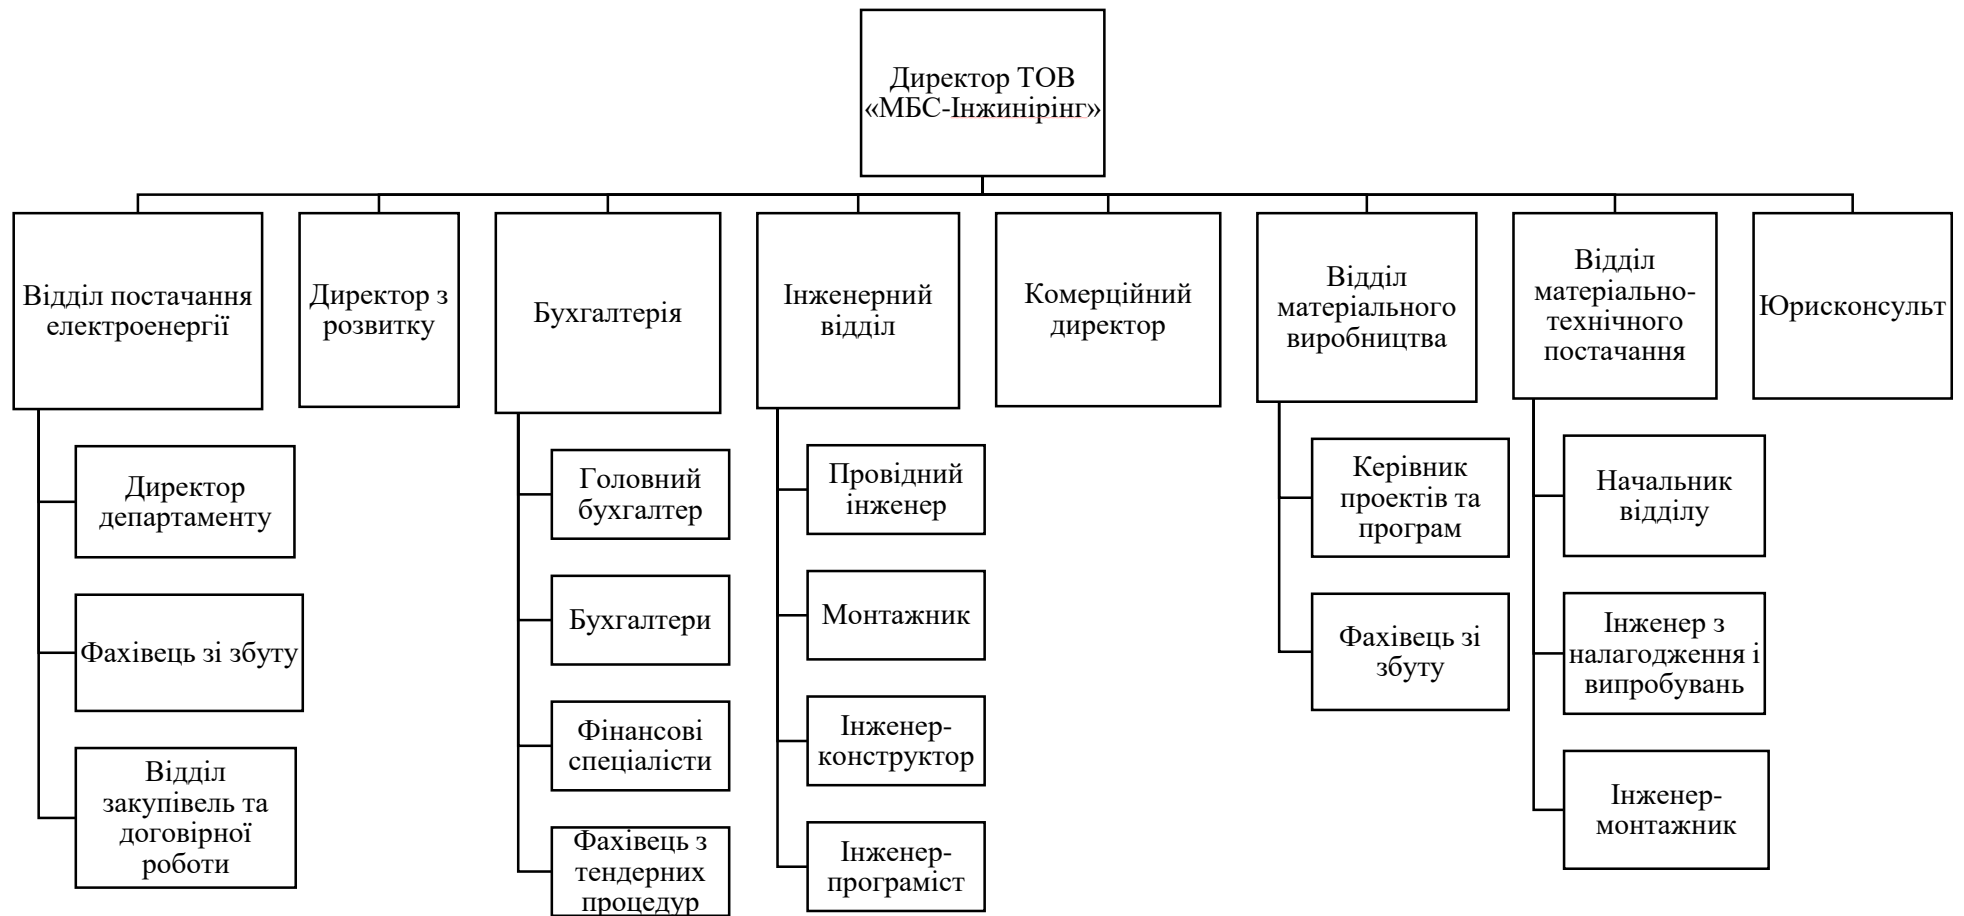 Директор ТОВ
«МБС-Інжинірінг»
Відділ постачання
електроенергії
Директор з
розвитку
Бухгалтерія
Інженерний
відділ
Комерційний
директор
Відділ
матеріального
виробництва
Відділ
матеріально-
технічного
постачання
Юрисконсульт
Директор
департаменту
Фахівець зі збуту
Відділ
закупівель та
договірної
роботи
Головний
бухгалтер
Бухгалтери
Фінансові
спеціалісти
Фахівець з
тендерних
процедур
Провідний
інженер
Монтажник
Інженер-
конструктор
Інженер-
програміст
Керівник
проектів та
програм
Фахівець зі
збуту
Начальник
відділу
Інженер з
налагодження і
випробувань
Інженер-
монтажник